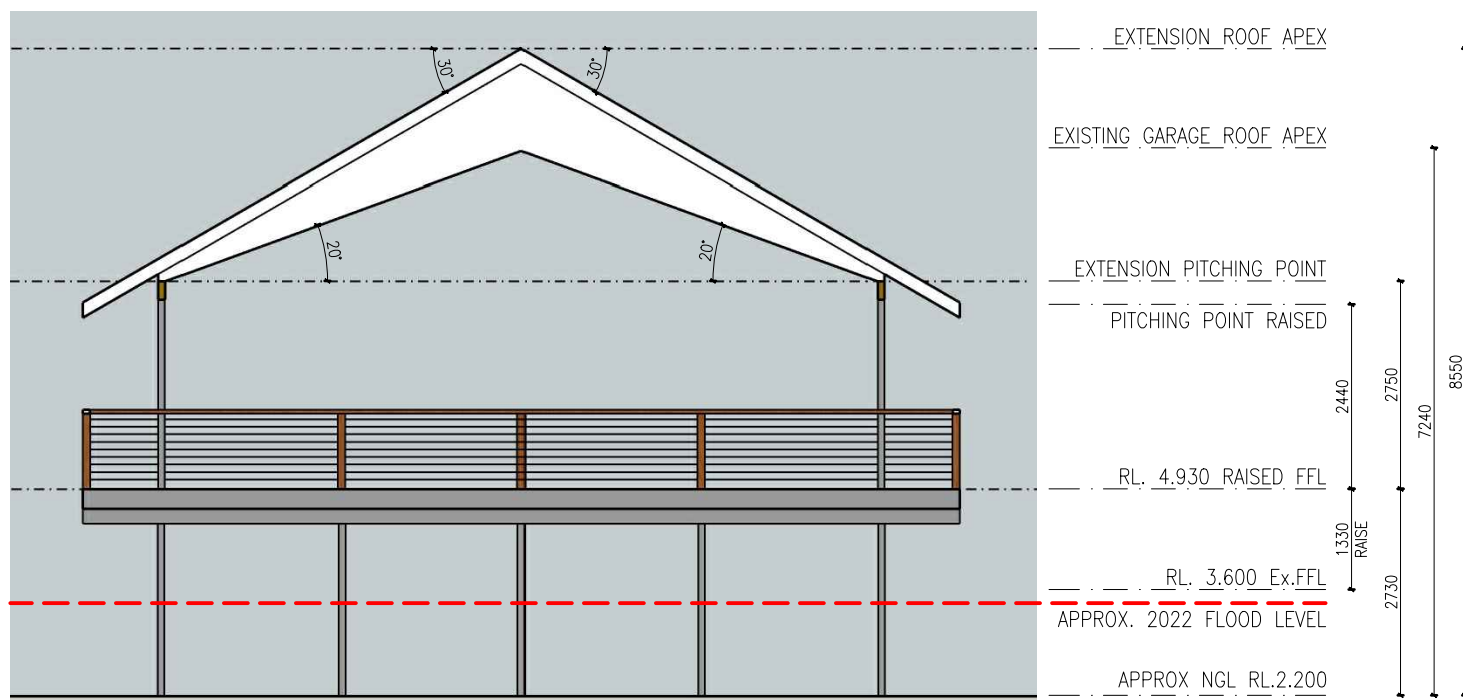 EXTENSION ROOF APEX
30°
30°
EXISTING GARAGE ROOF APEX
20°
20°
EXTENSION PITCHING POINT
PITCHING POINT RAISED
2440
2750
7240
8550
RL. 4.930 RAISED FFL
1330
RAISE
RL. 3.600 Ex.FFL
2730
APPROX. 2022 FLOOD LEVEL
APPROX NGL RL.2.200